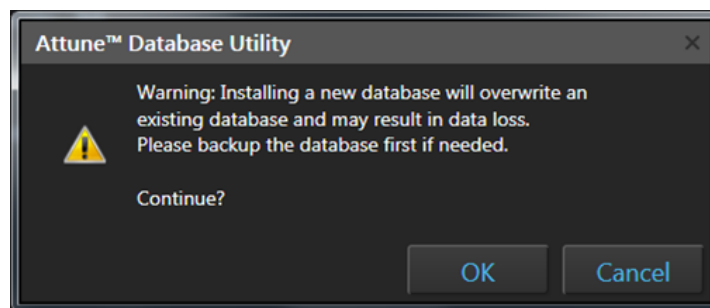 Attune™ Database Utility
Warning: Installing a new database will overwrite an
existing database and may result in data loss.
Please backup the database first if needed.
Continue?
OK
Cancel